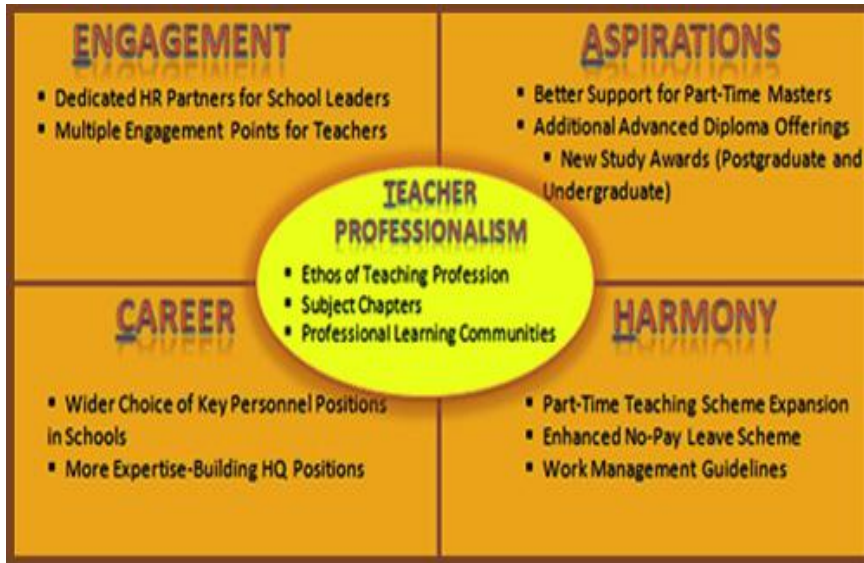 ENGAGEMENT
▪ Dedicated HR Partners for School Leaders
▪ Multiple Engagement Points for Teachers
ASPIRATIONS
▪ Better Support for Part-Time Masters
▪ Additional Advanced Diploma Offerings
▪ New Study Awards (Postgraduate and
Undergraduate)
TEACHER
PROFESSIONALISM
▪ Ethos of Teaching Profession
▪ Subject Chapters
▪ Professional Learning Communities
CAREER
▪ Wider Choice of Key Personnel Positions
in Schools
▪ More Expertise-Building HQ Positions
HARMONY
▪ Part-Time Teaching Scheme Expansion
▪ Enhanced No-Pay Leave Scheme
▪ Work Management Guidelines